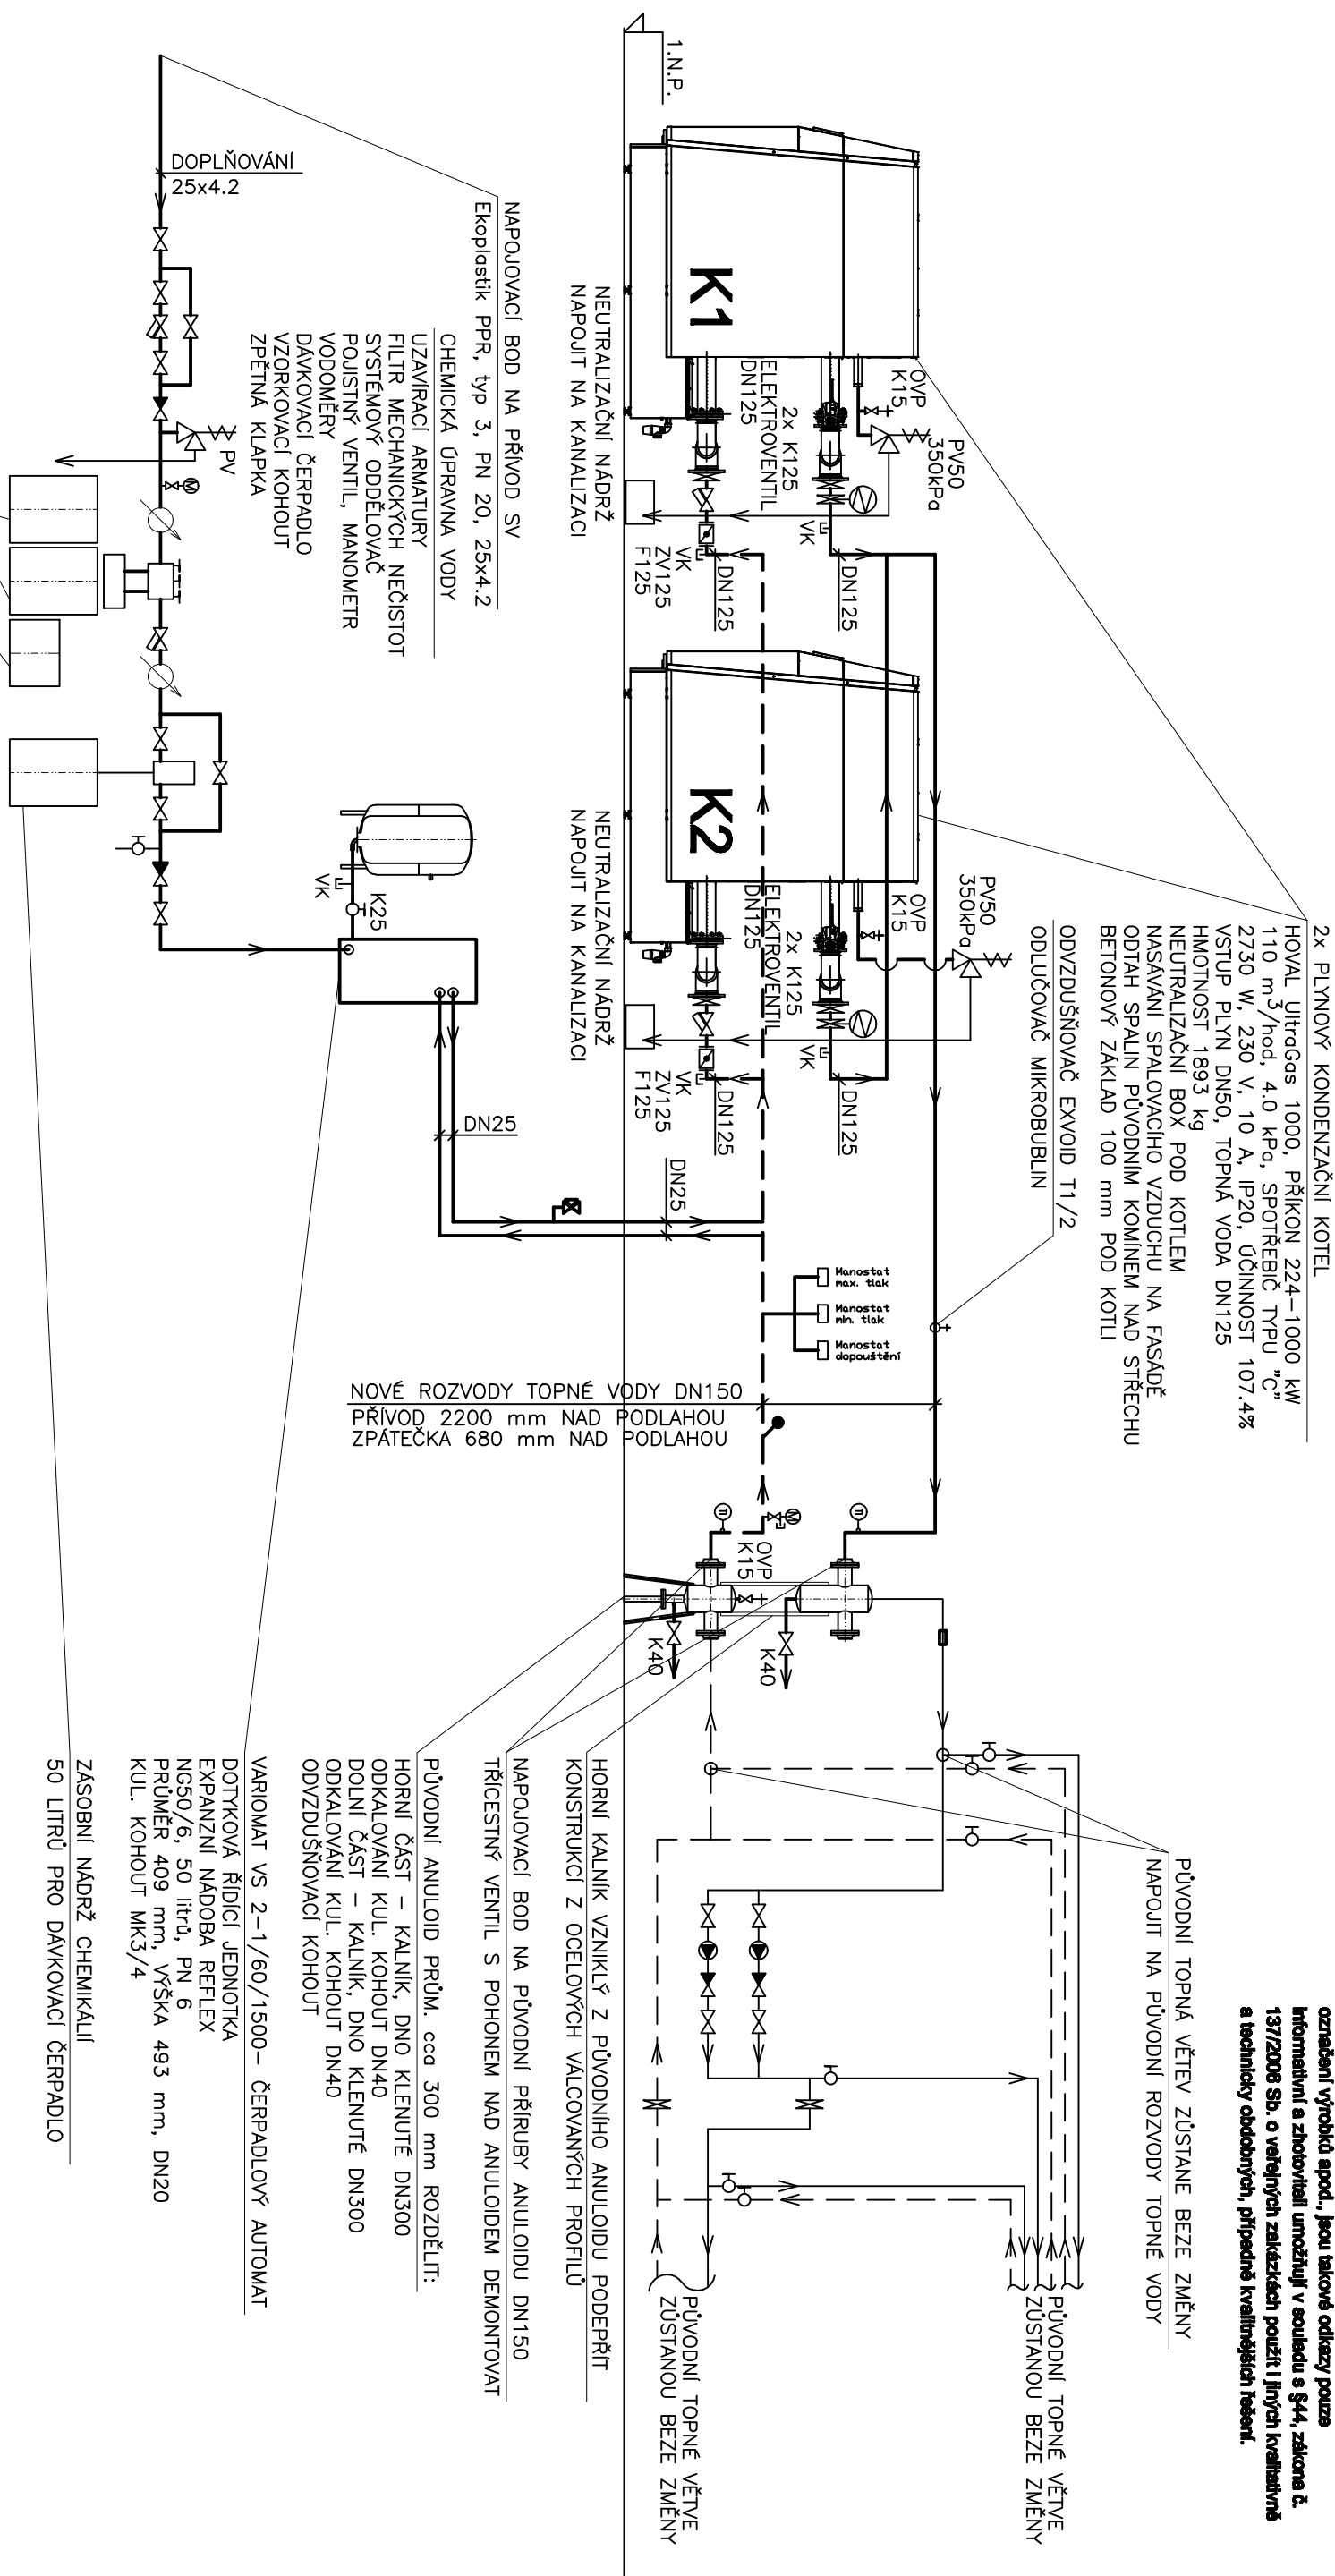 označení výrobků apod., jsou takové odkazy pouze
informativní a zhotoviteli umožňují v souladu s §44, zákona č.
137/2006 Sb. o veřejných zakázkách použít i jiných kvalitativně
a technicky obdobných, případně kvalitnějších řešení.
2x PLYNOVÝ KONDENZAČNÍ KOTEL
HOVAL UltraGas 1000, PŘÍKON 224-1000 kW
110 m³/hod, 4.0 kPa, SPOTŘEBIČ TYPU "C"
2730 W, 230 V, 10 A, IP20, ÚČINNOST 107.4%
VSTUP PLYN DN50, TOPNÁ VODA DN125
HMOTNOST 1893 kg
NEUTRALIZAČNÍ BOX POD KOTLEM
NASÁVÁNÍ SPALOVACÍHO VZDUCHU NA FASÁDĚ
ODTAH SPALIN PŮVODNÍM KOMÍNEM NAD STŘECHU
BETONOVÝ ZÁKLAD 100 mm POD KOTLI
ODVZDUŠŇOVAČ EXVOID T1/2
ODLUČOVAČ MIKROBUBLIN
PŮVODNÍ TOPNÁ VĚTEV ZŮSTANE BEZE ZMĚNY
NAPOJIT NA PŮVODNÍ ROZVODY TOPNÉ VODY
PŮVODNÍ TOPNÉ VĚTVE
ZŮSTANOU BEZE ZMĚNY
PV50
350kPa
OVP
K15
PV50
350kPa
OVP
K15
1.N.P.
K1
2x K125
ELEKTROVENTIL
DN125
VK
DN125
DN125
VK
ZV125
F125
K2
2x K125
ELEKTROVENTIL
DN125
VK
DN125
DN125
VK
ZV125
F125
NEUTRALIZAČNÍ NÁDRŽ
NAPOJIT NA KANALIZACI
NEUTRALIZAČNÍ NÁDRŽ
NAPOJIT NA KANALIZACI
DN25
DN25
Manostat
max. tlak
Manostat
min. tlak
Manostat
dopouštění
NOVÉ ROZVODY TOPNÉ VODY DN150
PŘÍVOD 2200 mm NAD PODLAHOU
ZPÁTEČKA 680 mm NAD PODLAHOU
TI
TI
M
OVP
K15
K40
K40
PŮVODNÍ TOPNÉ VĚTVE
ZŮSTANOU BEZE ZMĚNY
HORNÍ KALNÍK VZNIKLÝ Z PŮVODNÍHO ANULOIDU PODEPŘÍT
KONSTRUKCÍ Z OCELOVÝCH VÁLCOVANÝCH PROFILŮ
NAPOJOVACÍ BOD NA PŮVODNÍ PŘÍRUBY ANULOIDU DN150
TŘÍCESTNÝ VENTIL S POHONEM NAD ANULOIDEM DEMONTOVAT
PŮVODNÍ ANULOID PRŮM. cca 300 mm ROZDĚLIT:
HORNÍ ČÁST - KALNÍK, DNO KLENUTÉ DN300
ODKALOVÁNÍ KUL. KOHOUT DN40
DOLNÍ ČÁST - KALNÍK, DNO KLENUTÉ DN300
ODKALOVÁNÍ KUL. KOHOUT DN40
ODVZDUŠŇOVACÍ KOHOUT
VARIOMAT VS 2-1/60/1500- ČERPADLOVÝ AUTOMAT
DOTYKOVÁ ŘÍDÍCÍ JEDNOTKA
EXPANZNÍ NÁDOBA REFLEX
NG50/6, 50 litrů, PN 6
PRŮMĚR 409 mm, VÝŠKA 493 mm, DN20
KUL. KOHOUT MK3/4
ZÁSOBNÍ NÁDRŽ CHEMIKÁLIÍ
50 LITRŮ PRO DÁVKOVACÍ ČERPADLO
NAPOJOVACÍ BOD NA PŘÍVOD SV
Ekoplastik PPR, typ 3, PN 20, 25x4.2
CHEMICKÁ ÚPRAVNA VODY
UZAVÍRACÍ ARMATURY
FILTR MECHANICKÝCH NEČISTOT
SYSTÉMOVÝ ODDĚLOVAČ
POJISTNÝ VENTIL, MANOMETR
VODOMĚRY
DÁVKOVACÍ ČERPADLO
VZORKOVACÍ KOHOUT
ZPĚTNÁ KLAPKA
DOPLŇOVÁNÍ
25x4.2
PV
M
K25
VK